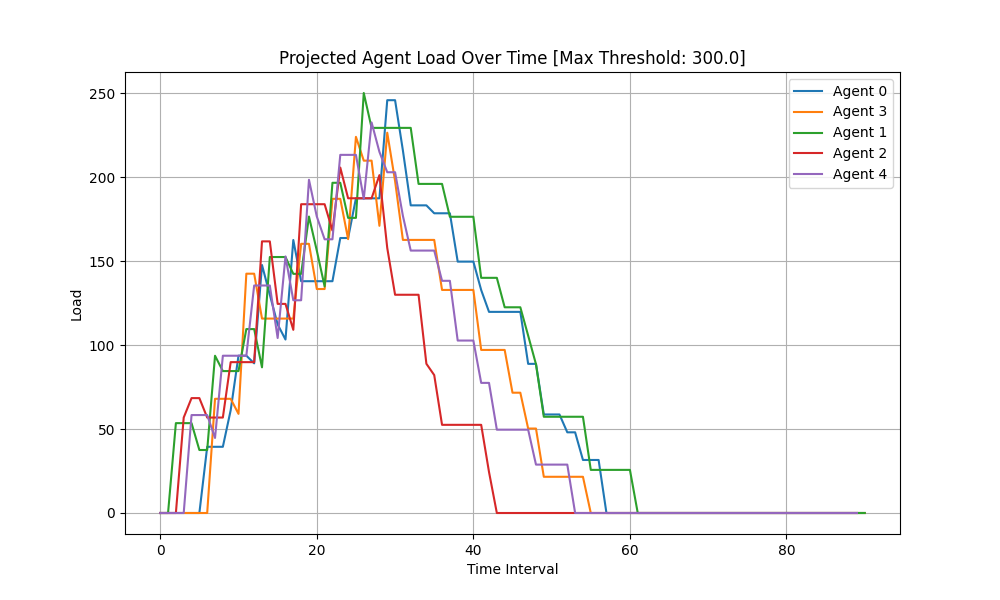 Projected Agent Load Over Time [Max Threshold: 300.0]
Load
250
200
150
100
50
0
0 20 40 60 80
Time Interval
Agent 0
Agent 3
Agent 1
Agent 2
Agent 4